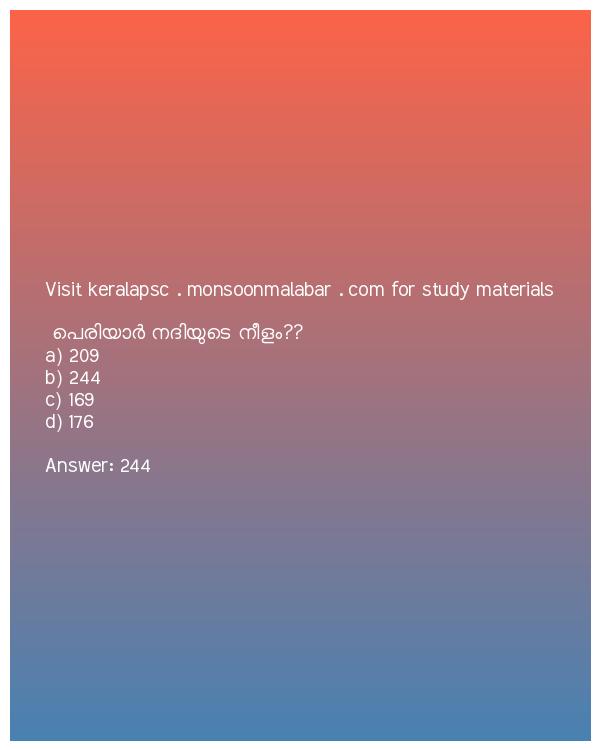 Visit keralapsc . monsoonmalabar . com for study materials
പെരിയാർ നദിയുടെ നീളം??
a) 209
b) 244
c) 169
d) 176
Answer: 244